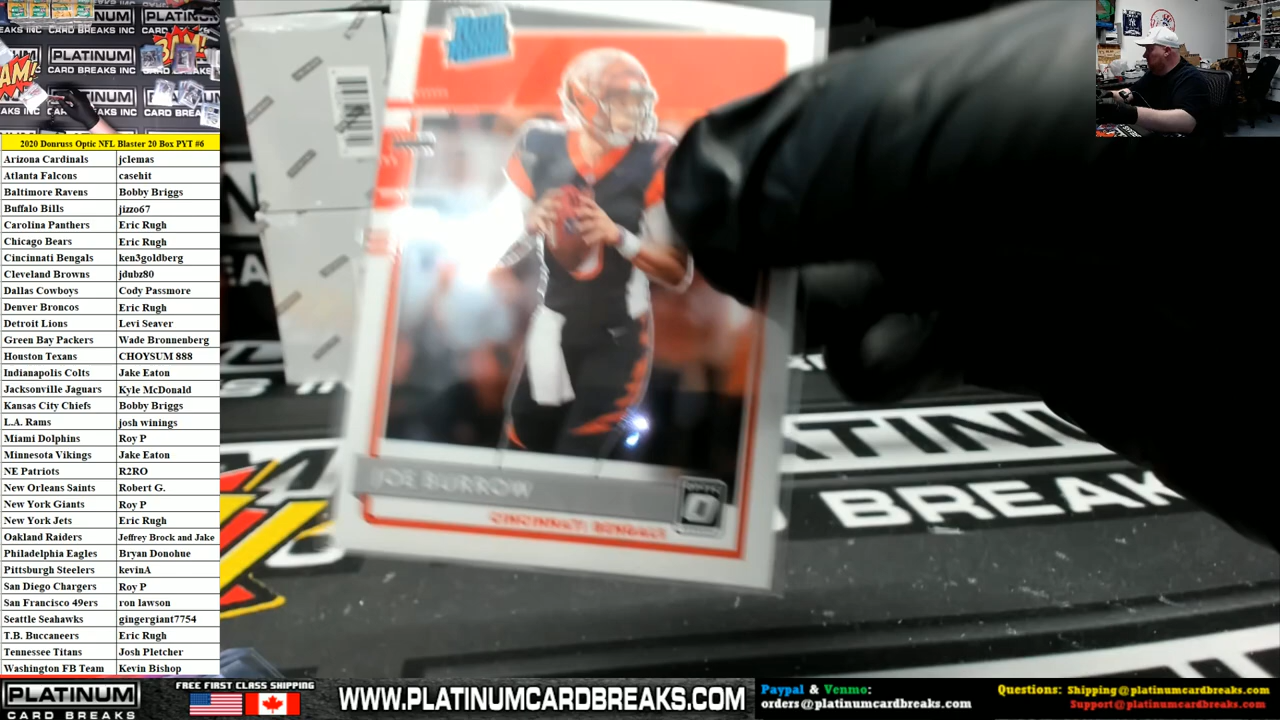 2020 Donruss Optic NFL Blaster 20 Box PYT #6
Arizona Cardinals jclemas
Atlanta Falcons casehit
Baltimore Ravens Bobby Briggs
Buffalo Bills jizzo67
Carolina Panthers Eric Rugh
Chicago Bears Eric Rugh
Cincinnati Bengals ken3goldberg
Cleveland Browns jdubz80
Dallas Cowboys Cody Passmore
Denver Broncos Eric Rugh
Detroit Lions Levi Seaver
Green Bay Packers Wade Bronnenberg
Houston Texans CHOYSUM 888
Indianapolis Colts Jake Eaton
Jacksonville Jaguars Kyle McDonald
Kansas City Chiefs Bobby Briggs
L.A. Rams josh winings
Miami Dolphins Roy P
Minnesota Vikings Jake Eaton
NE Patriots R2RO
New Orleans Saints Robert G.
New York Giants Roy P
New York Jets Eric Rugh
Oakland Raiders Jeffrey Brock and Jake
Philadelphia Eagles Bryan Donohue
Pittsburgh Steelers kevinA
San Diego Chargers Roy P
San Francisco 49ers ron lawson
Seattle Seahawks gingergiant7754
T.B. Buccaneers Eric Rugh
Tennessee Titans Josh Pletcher
Washington FB Team Kevin Bishop
PLATINUM
CARD BREAKS INC
BAM!
JOE BURROW
CINCINNATI BENGALS
BREAK
PLATINUM
CARD BREAKS
FREE FIRST CLASS SHIPPING
WWW.PLATINUMCARDBREAKS.COM
Paypal & Venmo:
orders@platinumcardbreaks.com
Questions: Shipping@platinumcardbreaks.com
Support@platinumcardbreaks.com